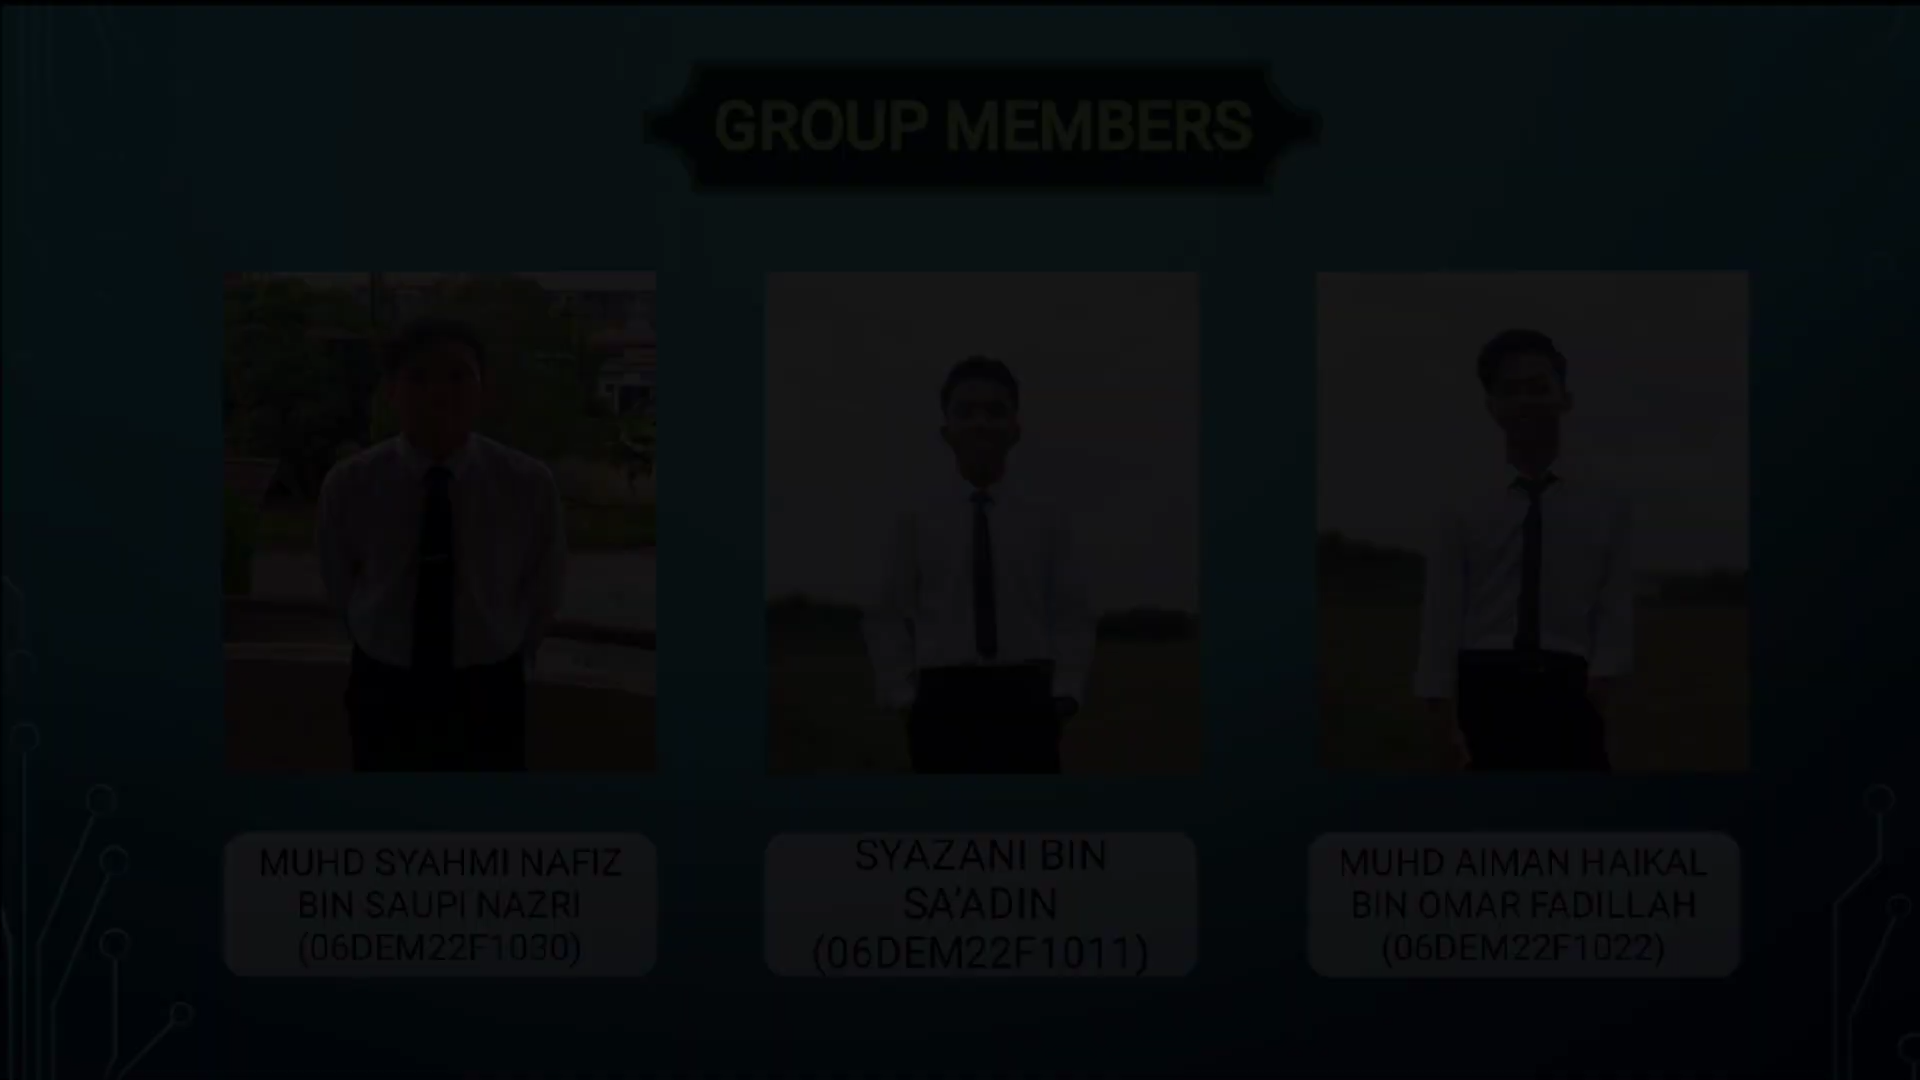 GROUP MEMBERS
MUHD SYAHMI NAFIZ
BIN SAUPI NAZRI
(06DEM22F1030)
SYAZANI BIN
SA'ADIN
(06DEM22F1011)
MUHD AIMAN HAIKAL
BIN OMAR FADILLAH
(06DEM22F1022)